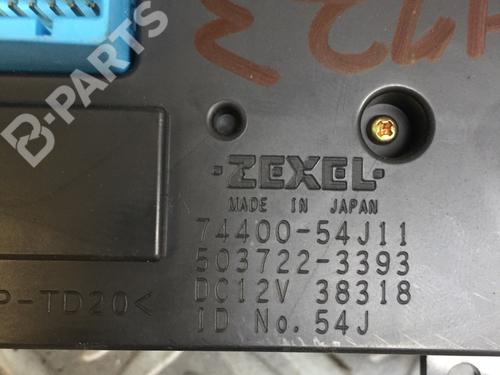 B-PARTS
·ZEXEL·
MADE IN JAPAN
74400-54J11
503722-3393
DC12V 38318
P-TD20<
ID No. 54J